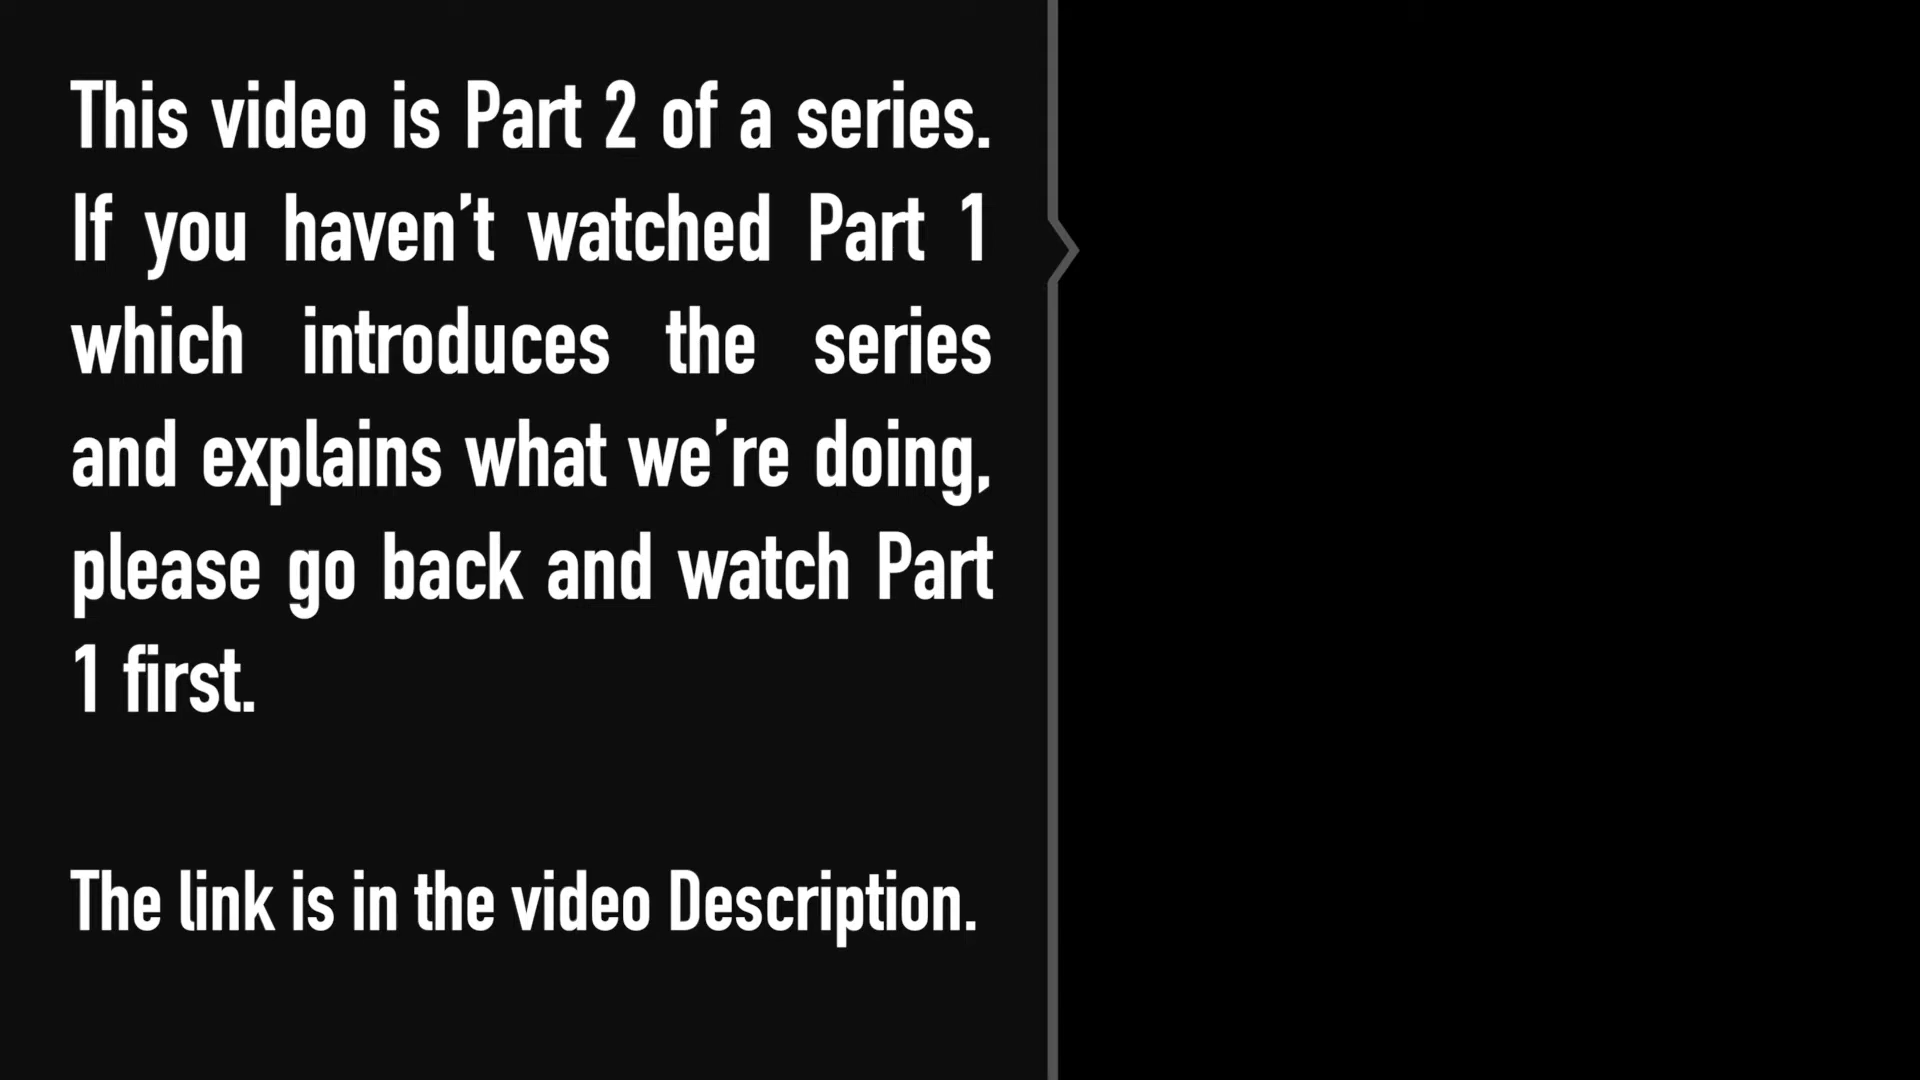 This video is Part 2 of a series.
If you haven’t watched Part 1
which introduces the series
and explains what we’re doing,
please go back and watch Part
1 first.
The link is in the video Description.